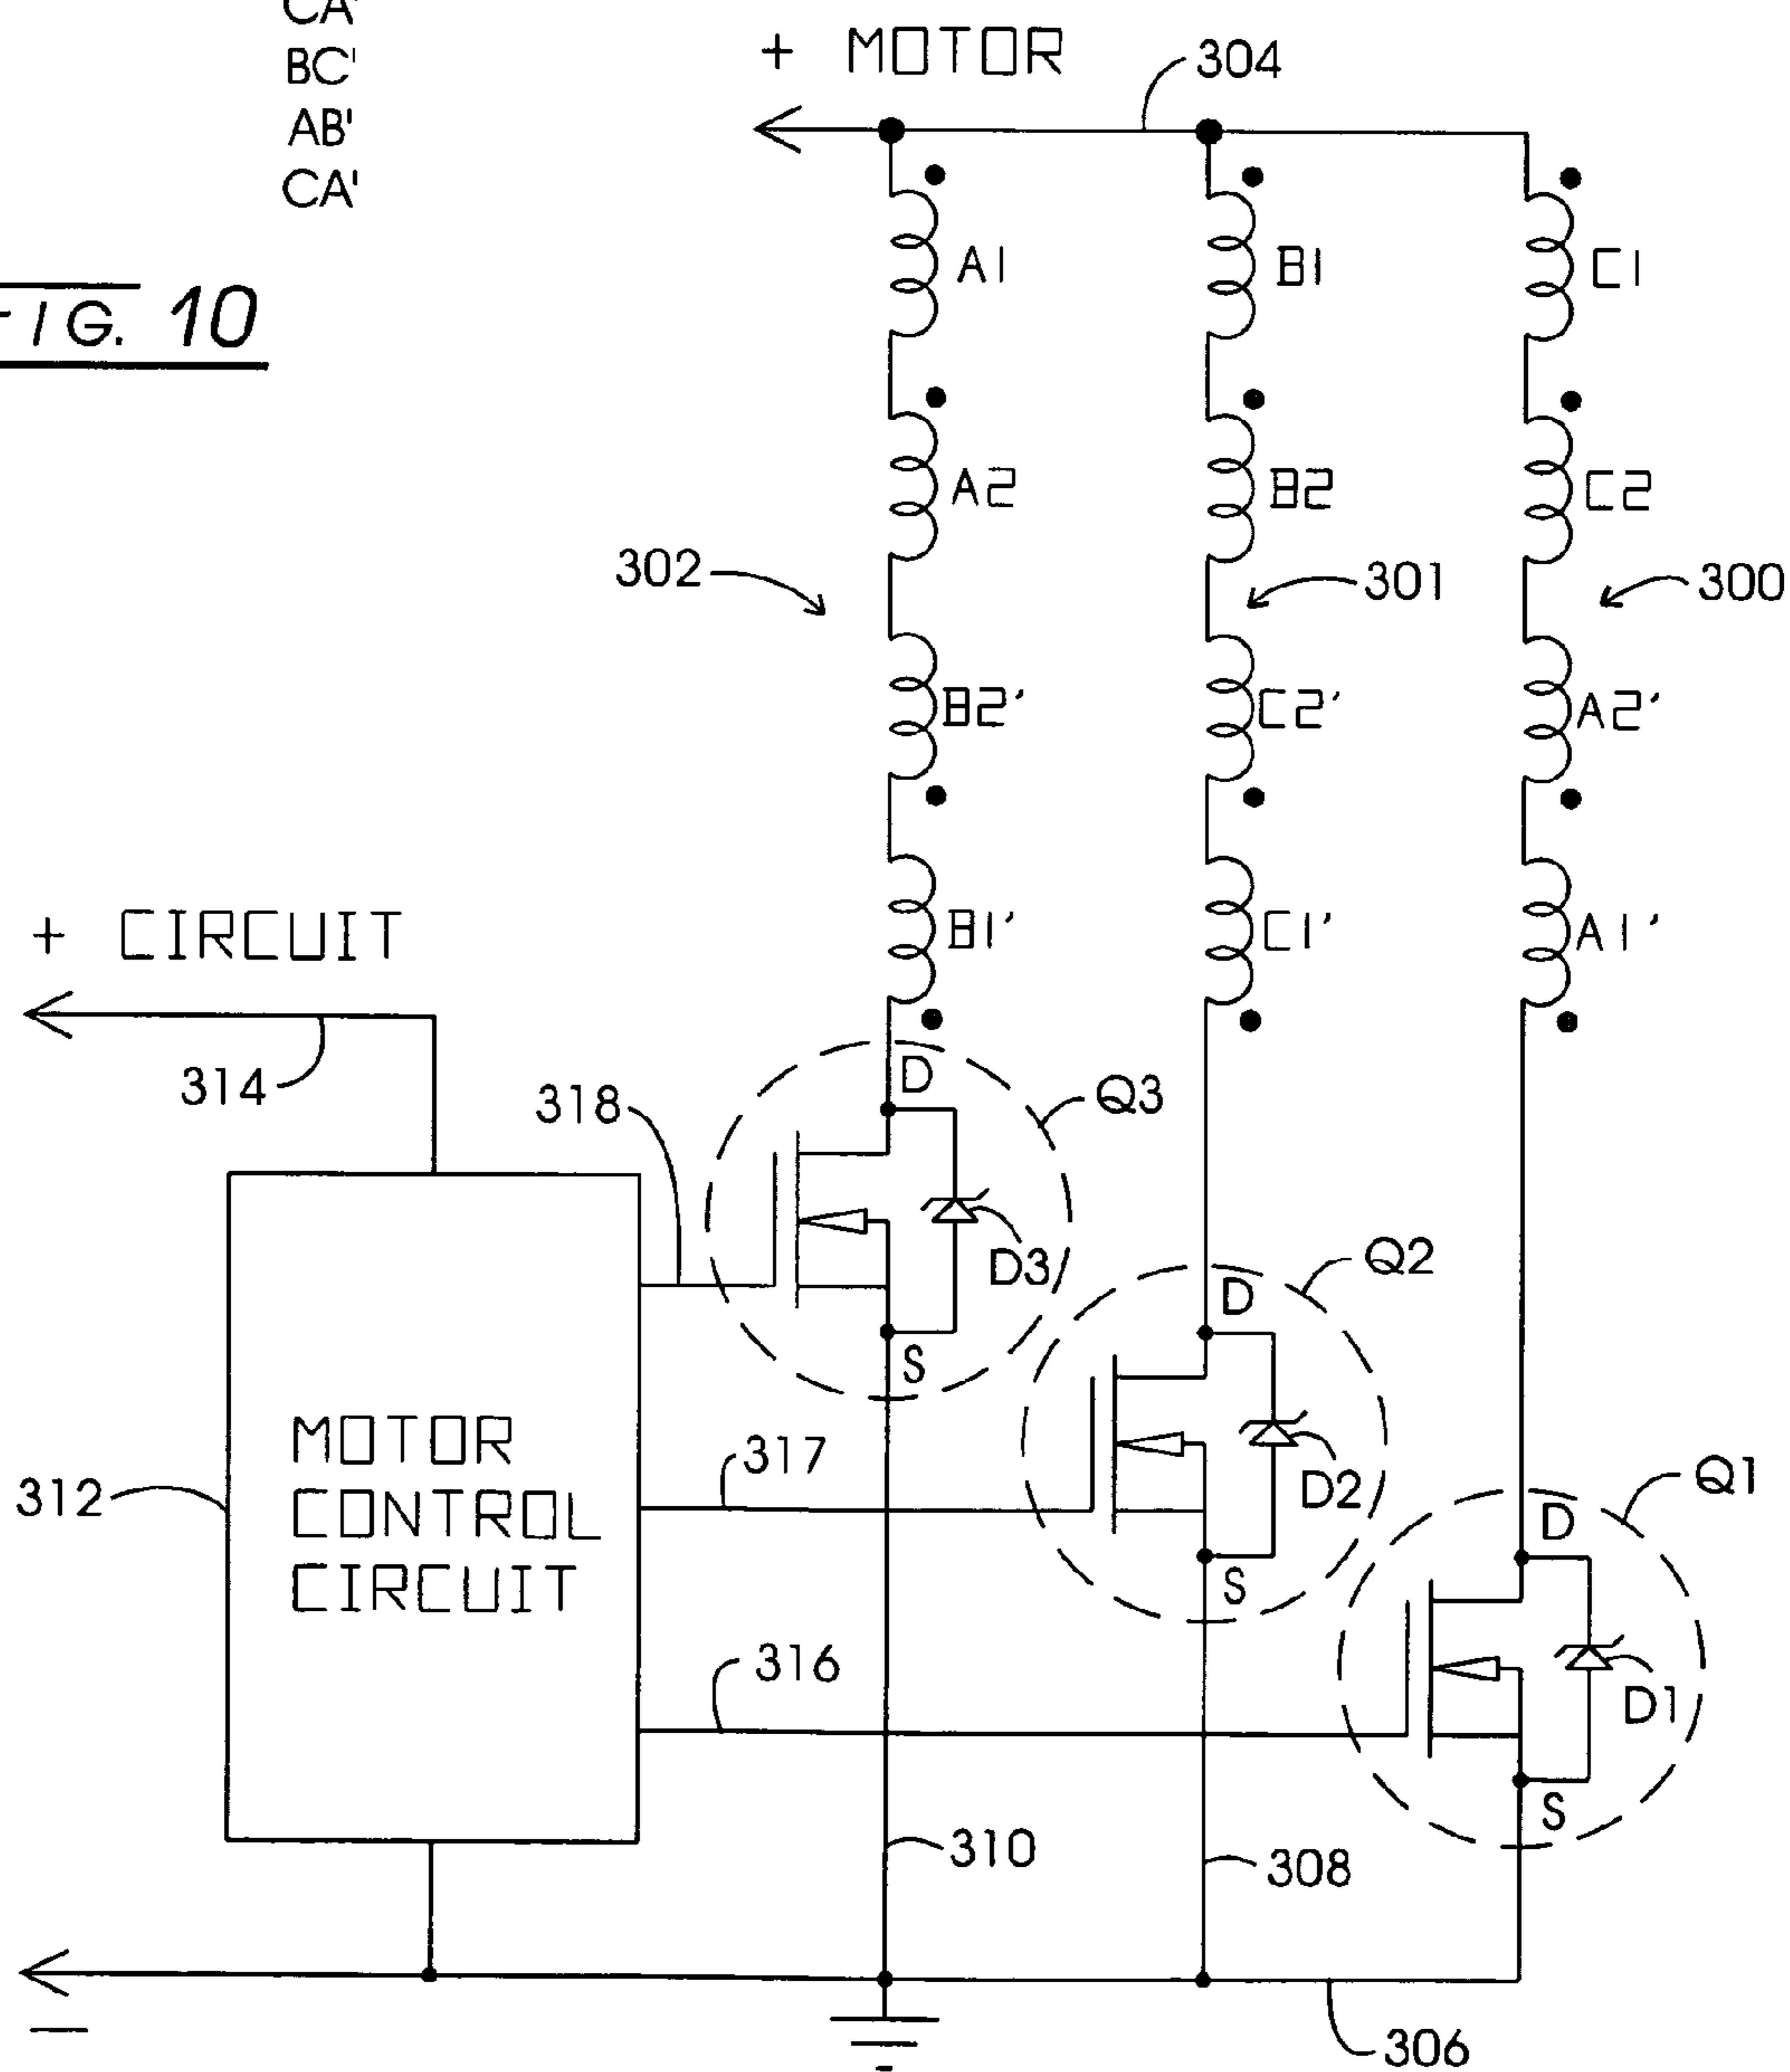 CA'
BC'
AB'
CA'
FIG. 10
+ MOTOR
304
A1
B1
C1
A2
B2
C2
302
301
300
B2'
C2'
A2'
B1'
C1'
A1'
+ CIRCUIT
314
318
D
Q3
D3
S
Q2
D
D2
S
317
312
MOTOR
CONTROL
CIRCUIT
Q1
D
D1
S
316
310
308
306
−